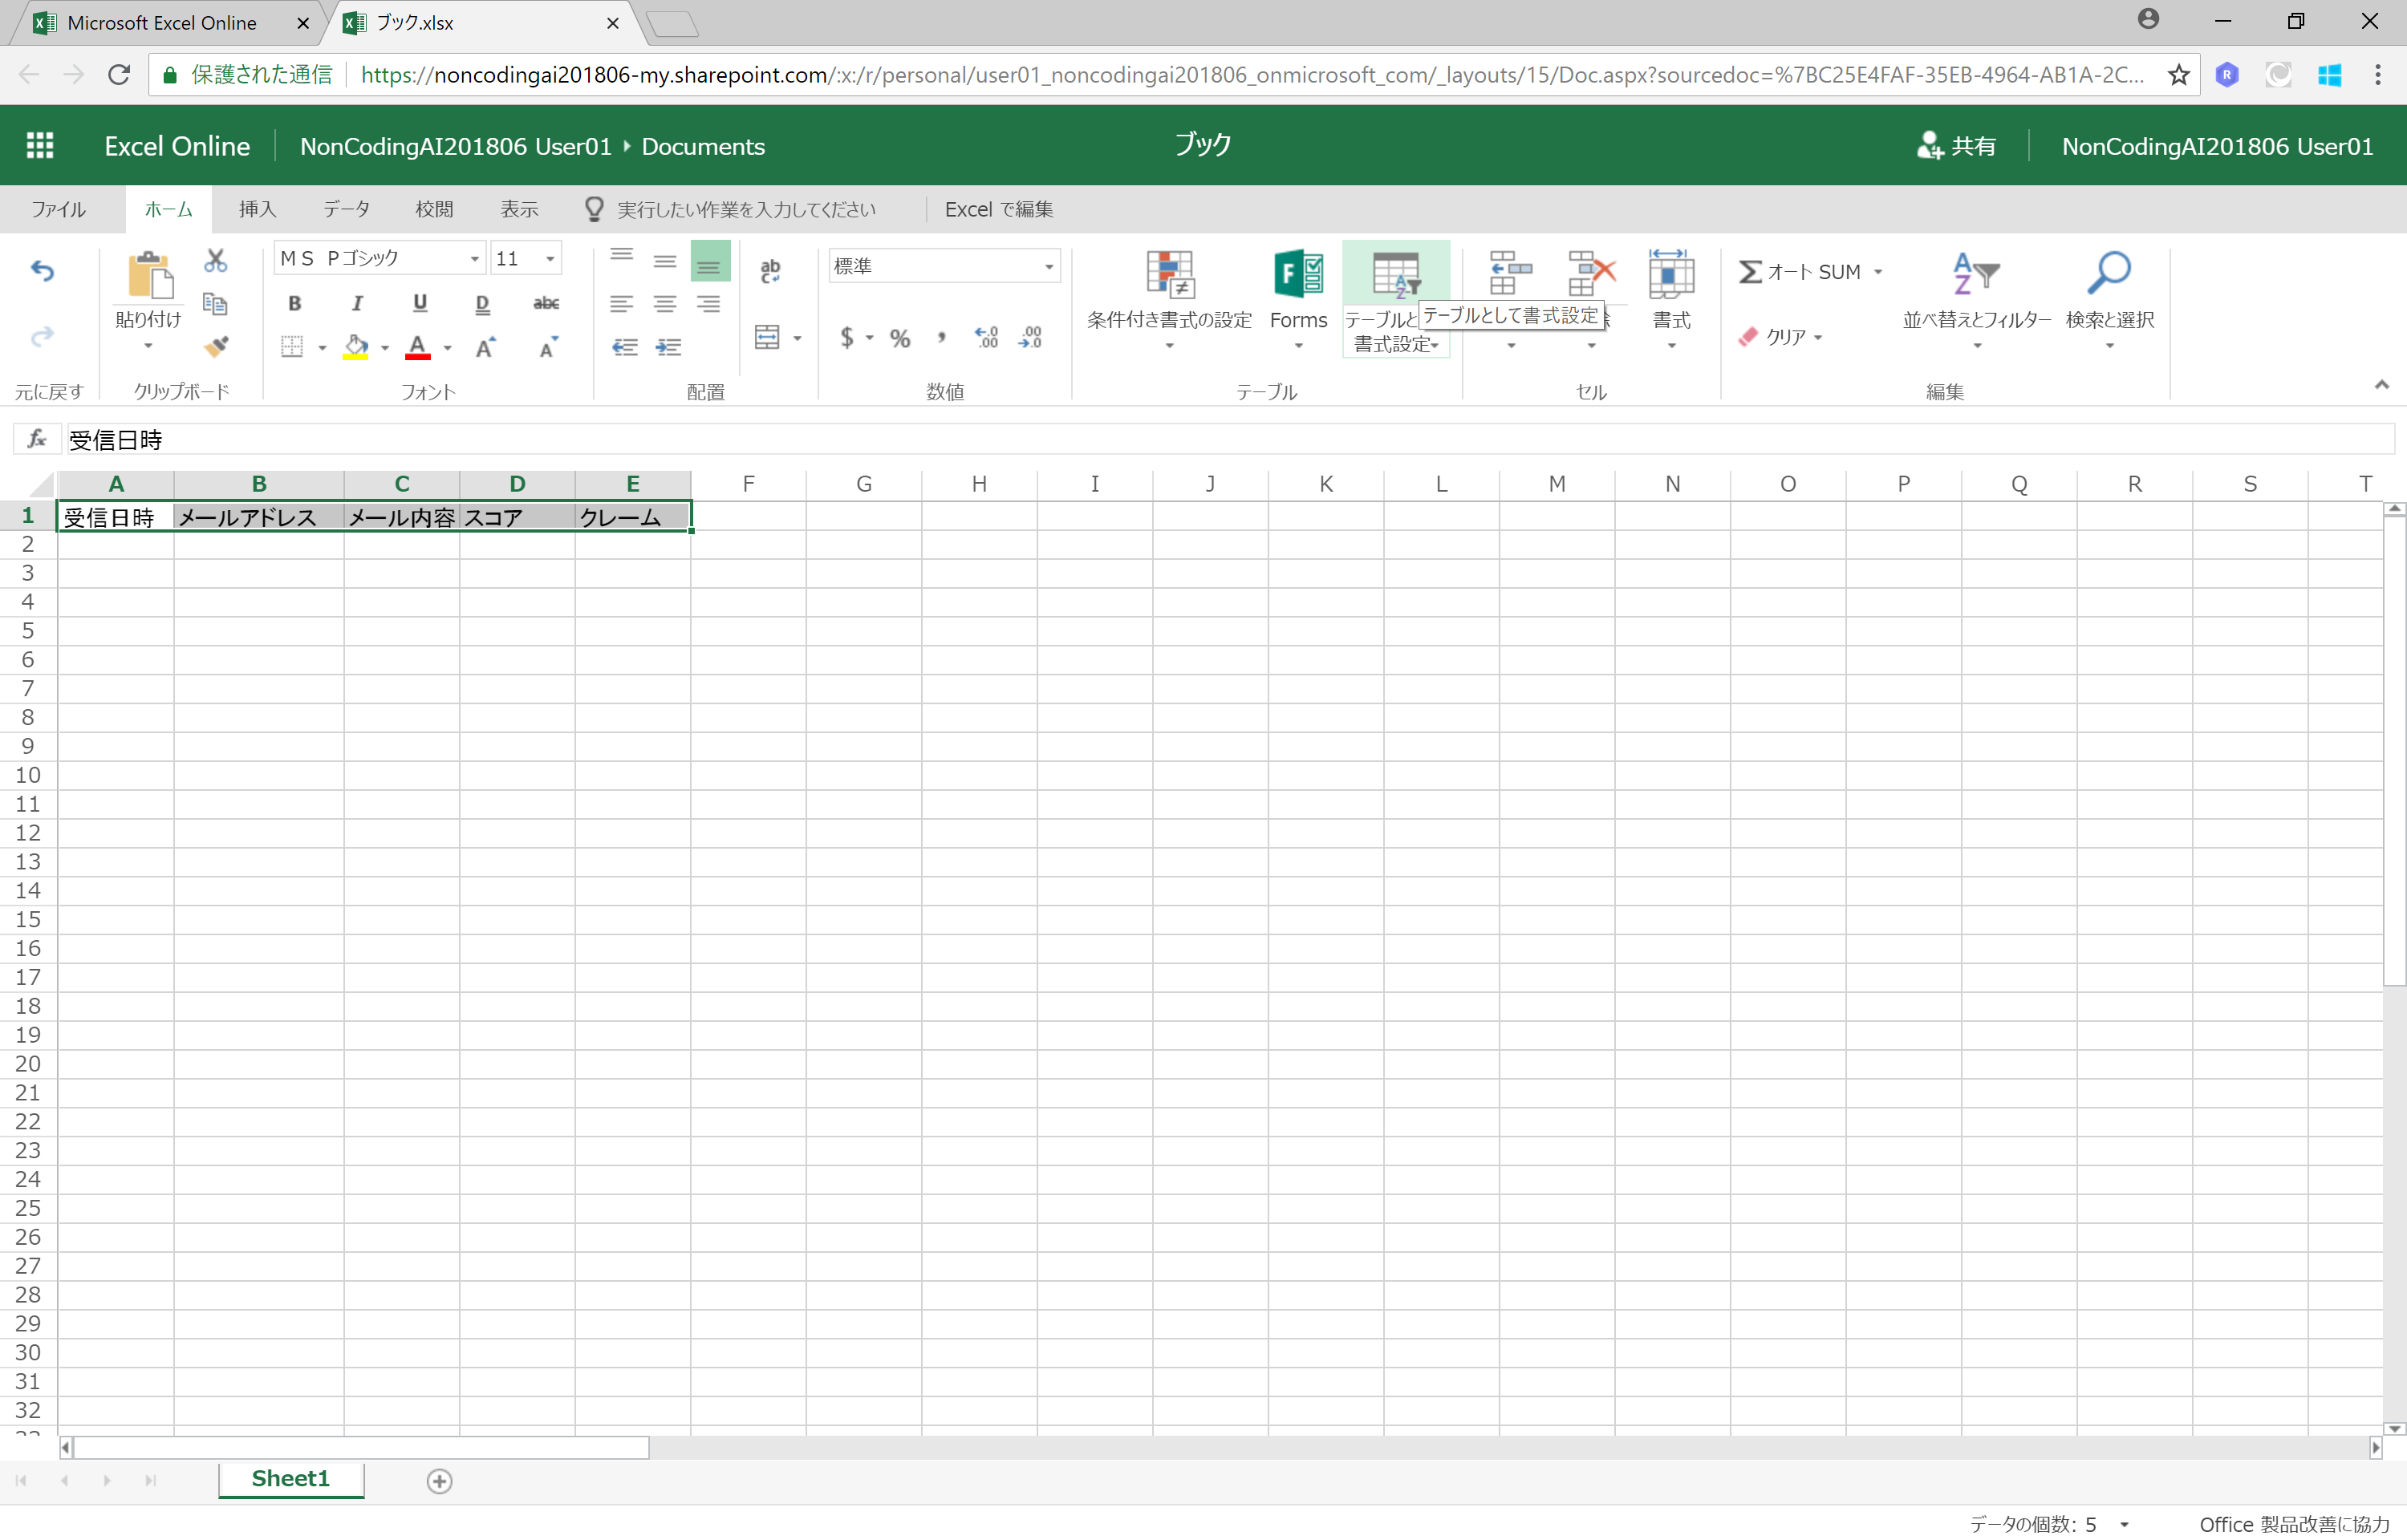 Microsoft Excel Online
ブック.xlsx
保護された通信 https://noncodingai201806-my.sharepoint.com/:x:/r/personal/user01_noncodingai201806_onmicrosoft_com/_layouts/15/Doc.aspx?sourcedoc=%7BC25E4FAF-35EB-4964-AB1A-2C...
Excel Online NonCodingAI201806 User01 Documents ブック 共有 NonCodingAI201806 User01
ファイル ホーム 挿入 データ 校閲 表示 実行したい作業を入力してください Excel で編集
MS Pゴシック 11 標準
貼り付け
B I U D abc
$ % ,
条件付き書式の設定 Forms テーブルと
書式設定
テーブルとして書式設定
書式
オート SUM
クリア
並べ替えとフィルター 検索と選択
元に戻す クリップボード フォント 配置 数値 テーブル セル 編集
fx 受信日時
A B C D E F G H I J K L M N O P Q R S T
1 受信日時 メールアドレス メール内容 スコア クレーム
2
3
4
5
6
7
8
9
10
11
12
13
14
15
16
17
18
19
20
21
22
23
24
25
26
27
28
29
30
31
32
Sheet1
データの個数: 5 Office 製品改善に協力